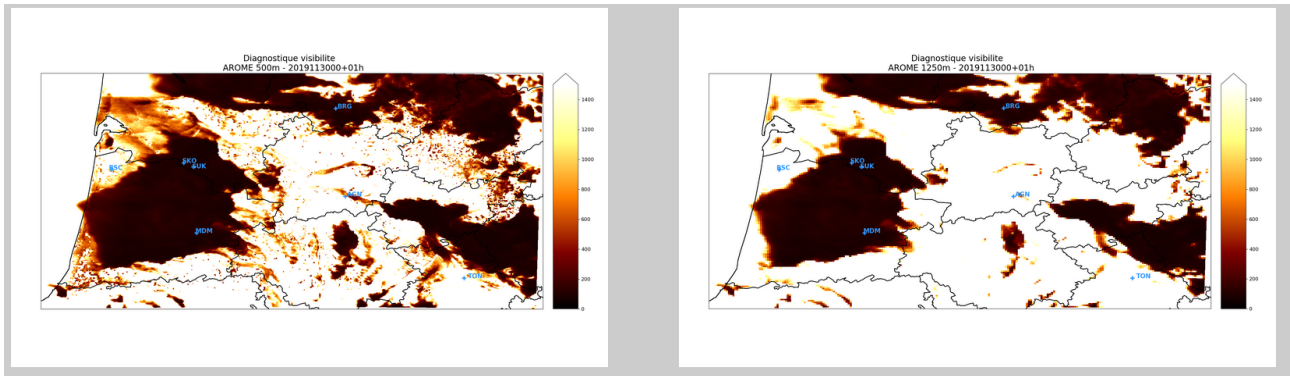 Diagnostique visibilite
AROME 500m - 2019113000+01h
BRG
SKO
SUK
BSC
AGN
MDM
TON
1400
1200
1000
800
600
400
200
0
Diagnostique visibilite
AROME 1250m - 2019113000+01h
BRG
SKO
SUK
BSC
AGN
MDM
TON
1400
1200
1000
800
600
400
200
0